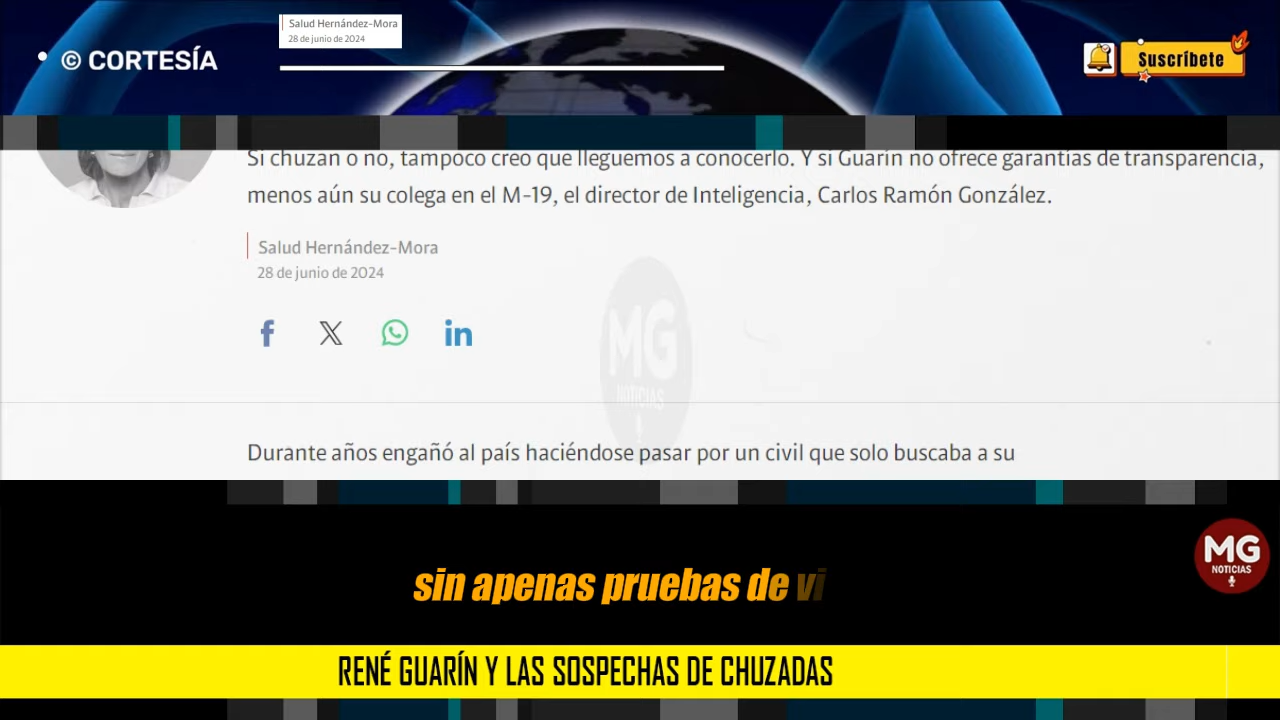 Salud Hernández-Mora
28 de junio de 2024
© CORTESÍA
Suscríbete
Si chuzan o no, tampoco creo que lleguemos a conocerlo. Y si Guarín no ofrece garantías de transparencia,
menos aún su colega en el M-19, el director de Inteligencia, Carlos Ramón González.
Salud Hernández-Mora
28 de junio de 2024
MG
NOTICIAS
Durante años engañó al país haciéndose pasar por un civil que solo buscaba a su
MG
NOTICIAS
sin apenas pruebas de vi
RENÉ GUARÍN Y LAS SOSPECHAS DE CHUZADAS